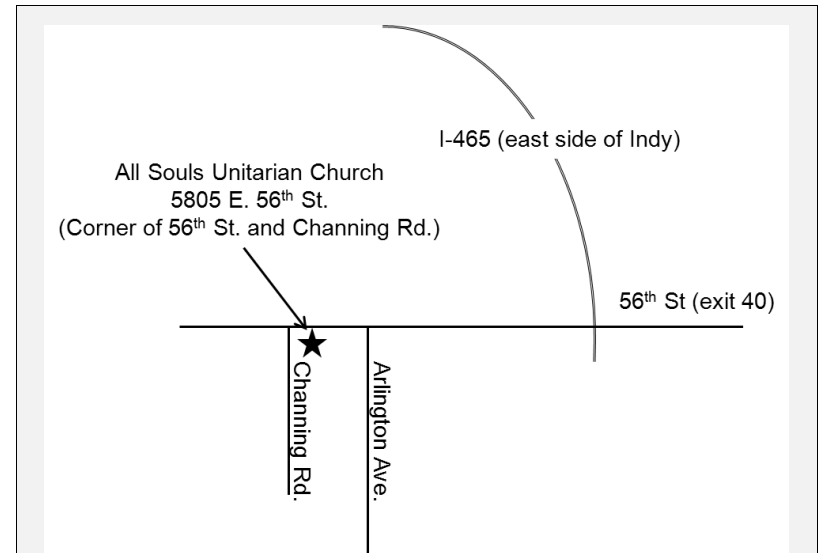 I-465 (east side of Indy)
All Souls Unitarian Church
5805 E. 56th St.
(Corner of 56th St. and Channing Rd.)
56th St (exit 40)
Channing Rd.
Arlington Ave.